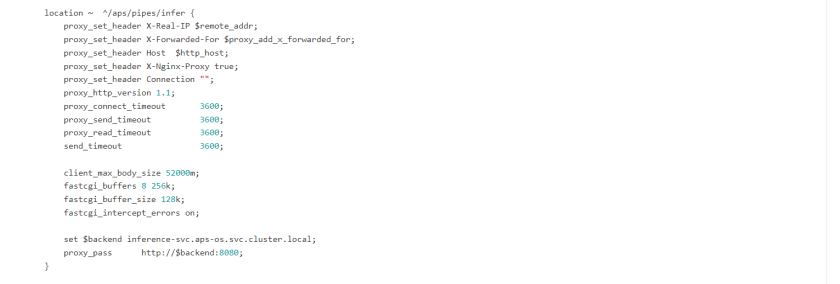 location ~  ^/aps/pipes/infer {
    proxy_set_header X-Real-IP $remote_addr;
    proxy_set_header X-Forwarded-For $proxy_add_x_forwarded_for;
    proxy_set_header Host  $http_host;
    proxy_set_header X-Nginx-Proxy true;
    proxy_set_header Connection "";
    proxy_http_version 1.1;
    proxy_connect_timeout       3600;
    proxy_send_timeout          3600;
    proxy_read_timeout          3600;
    send_timeout                3600;

    client_max_body_size 52000m;
    fastcgi_buffers 8 256k;
    fastcgi_buffer_size 128k;
    fastcgi_intercept_errors on;

    set $backend inference-svc.aps-os.svc.cluster.local;
    proxy_pass      http://$backend:8080;
}